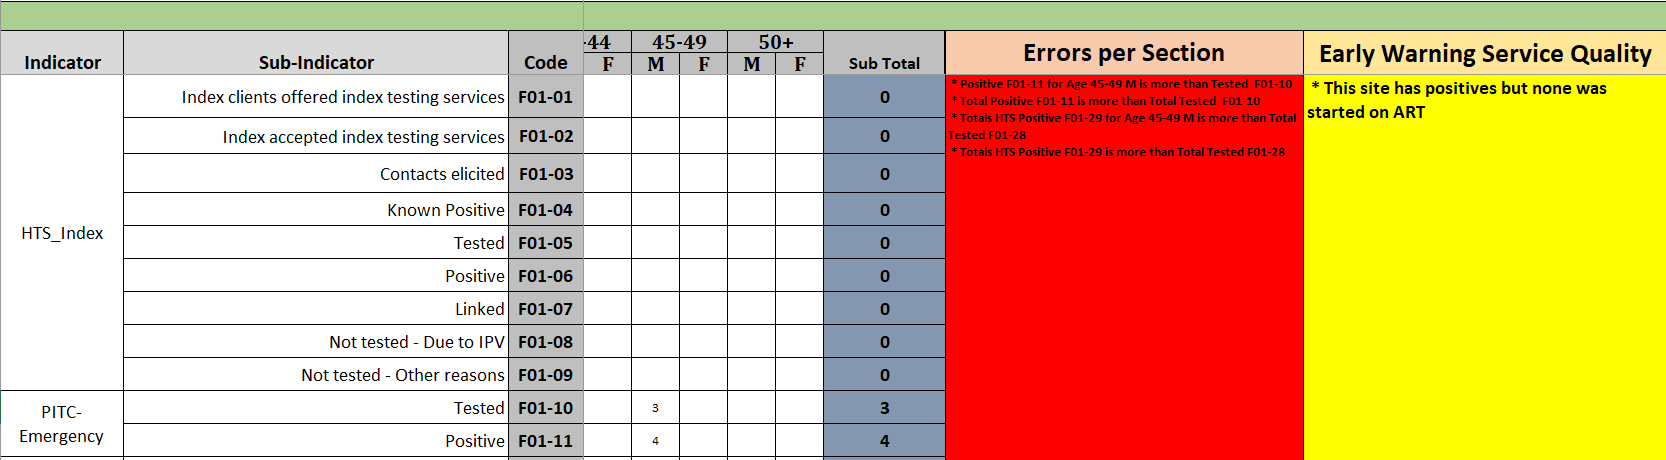 Indicator Sub-Indicator Code -44 45-49 50+ Sub Total Errors per Section Early Warning Service Quality
F M F M F
HTS_Index
Index clients offered index testing services F01-01 0
Index accepted index testing services F01-02 0
Contacts elicited F01-03 0
Known Positive F01-04 0
Tested F01-05 0
Positive F01-06 0
Linked F01-07 0
Not tested - Due to IPV F01-08 0
Not tested - Other reasons F01-09 0
PITC-
Emergency
Tested F01-10 3 3
Positive F01-11 4 4
* Positive F01-11 for Age 45-49 M is more than Tested F01-10
* Total Positive F01-11 is more than Total Tested F01-10
* Totals HTS Positive F01-29 for Age 45-49 M is more than Total
Tested F01-28
* Totals HTS Positive F01-29 is more than Total Tested F01-28
* This site has positives but none was
started on ART